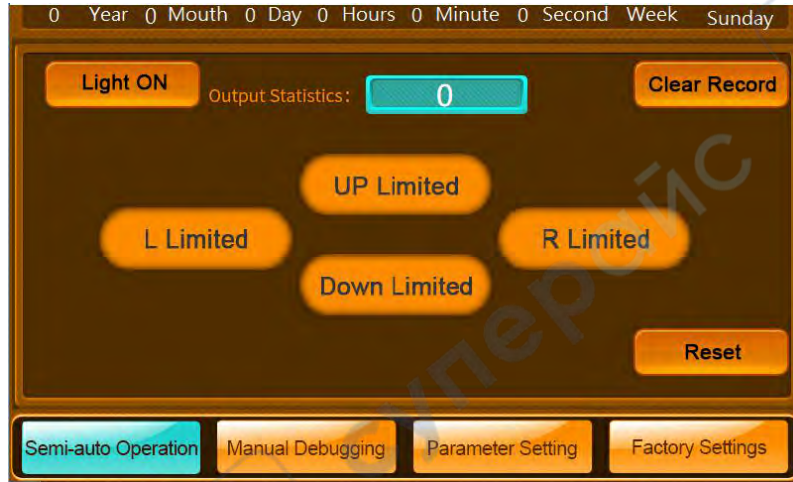 0 Year 0 Mouth 0 Day 0 Hours 0 Minute 0 Second Week Sunday
Light ON Output Statistics: 0 Clear Record
UP Limited
L Limited R Limited
Down Limited
Reset
Semi-auto Operation Manual Debugging Parameter Setting Factory Settings
суперайс